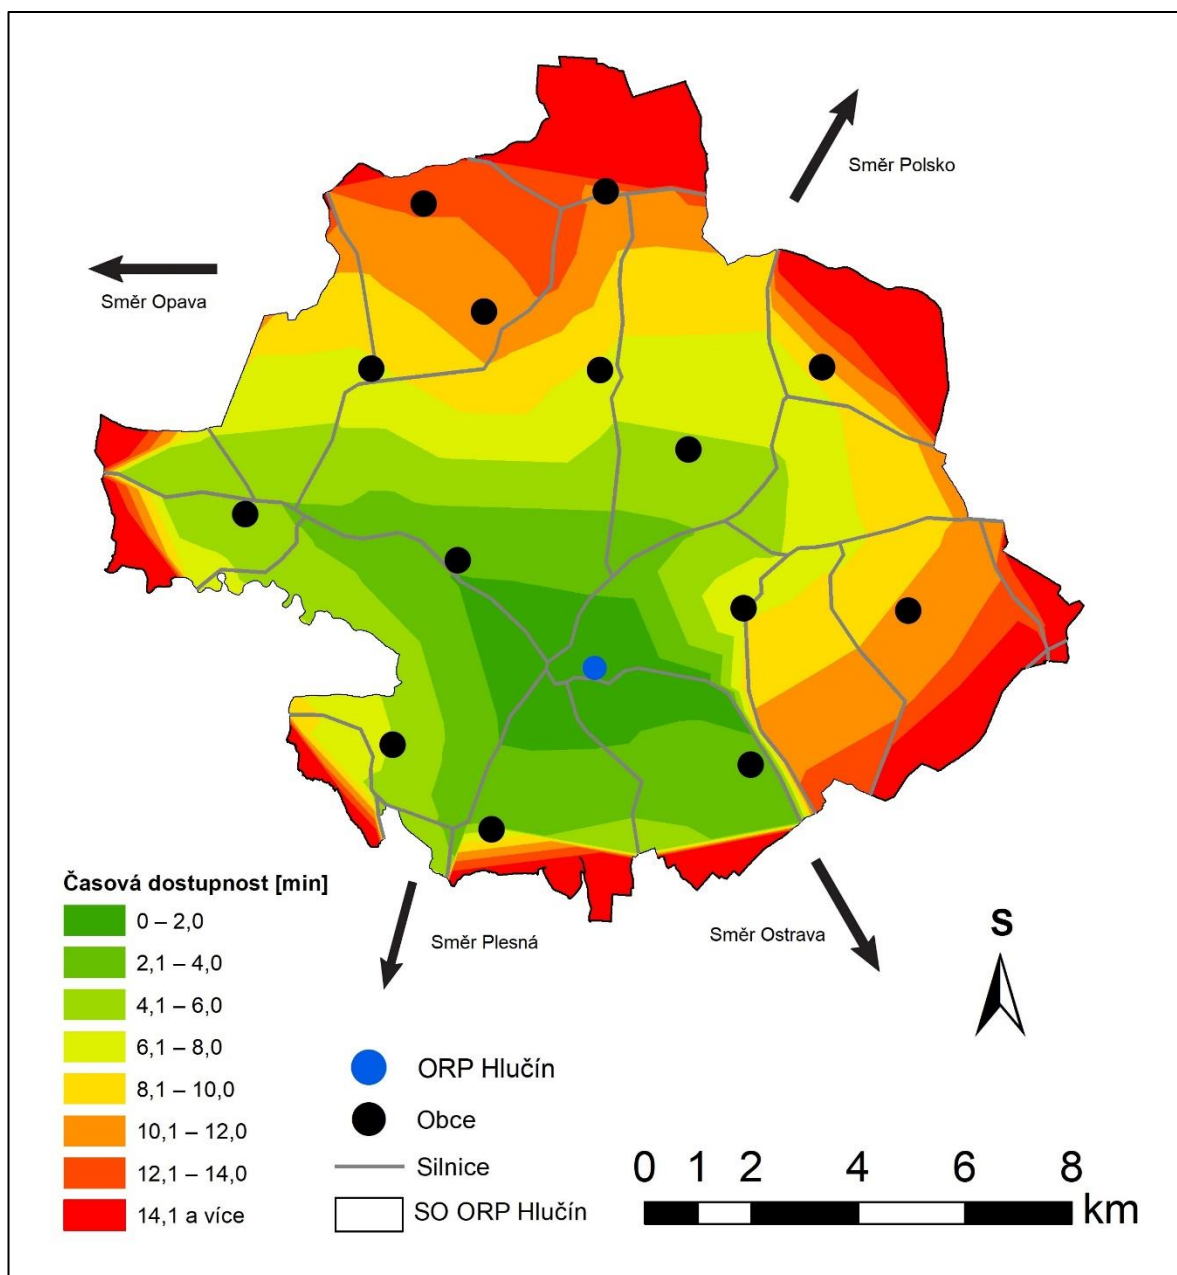 Směr Polsko
Směr Opava
Časová dostupnost [min]
0 – 2,0
2,1 – 4,0
4,1 – 6,0
6,1 – 8,0
8,1 – 10,0
10,1 – 12,0
12,1 – 14,0
14,1 a více
Směr Plesná
Směr Ostrava
S
ORP Hlučín
Obce
Silnice
SO ORP Hlučín
0 1 2 4 6 8
km